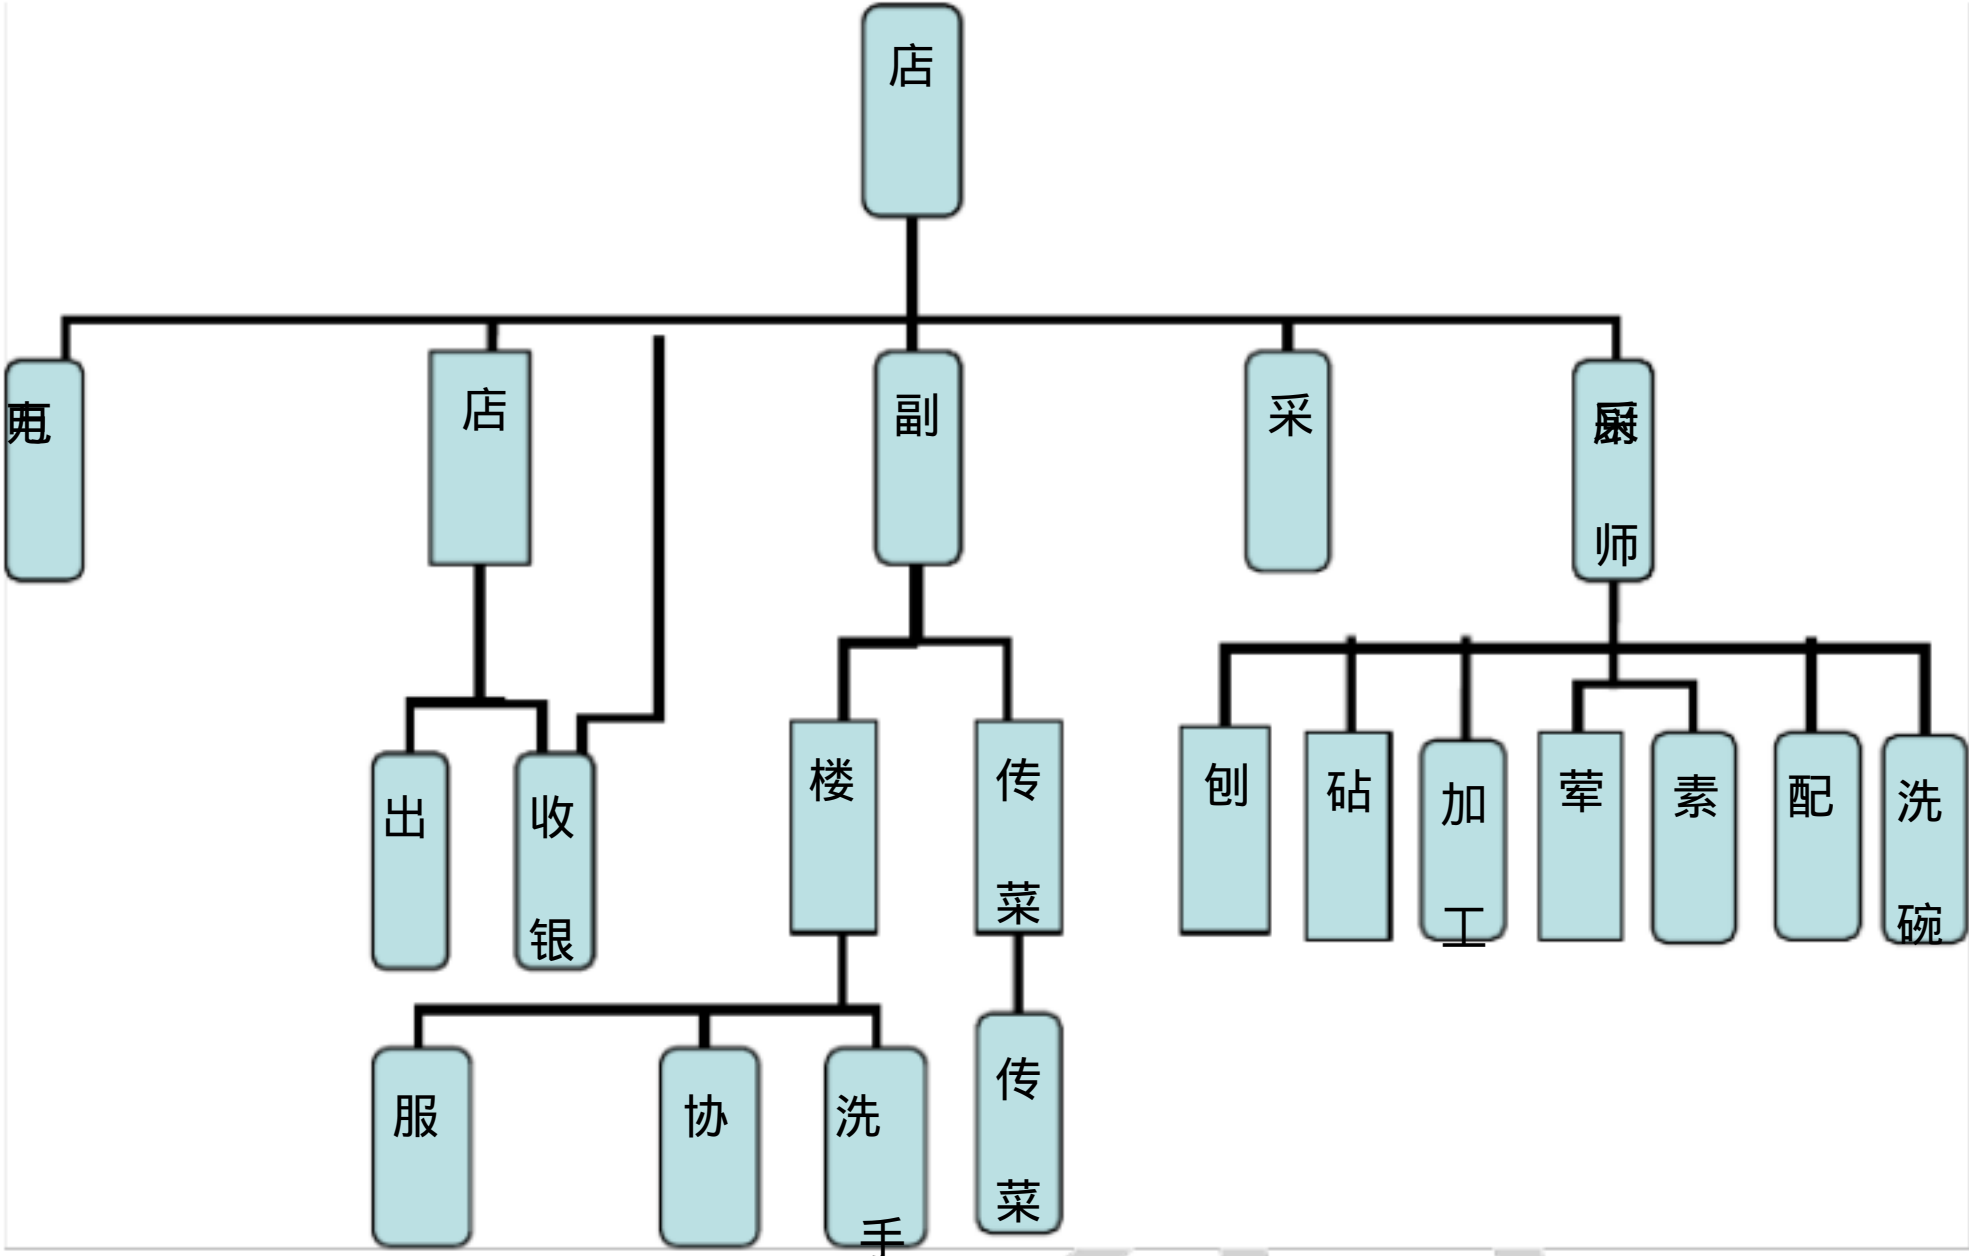 店
店
副
采
师
出
收
银
楼
传
菜
刨
砧
加
工
荤
素
配
洗
碗
服
协
洗
手
传
菜